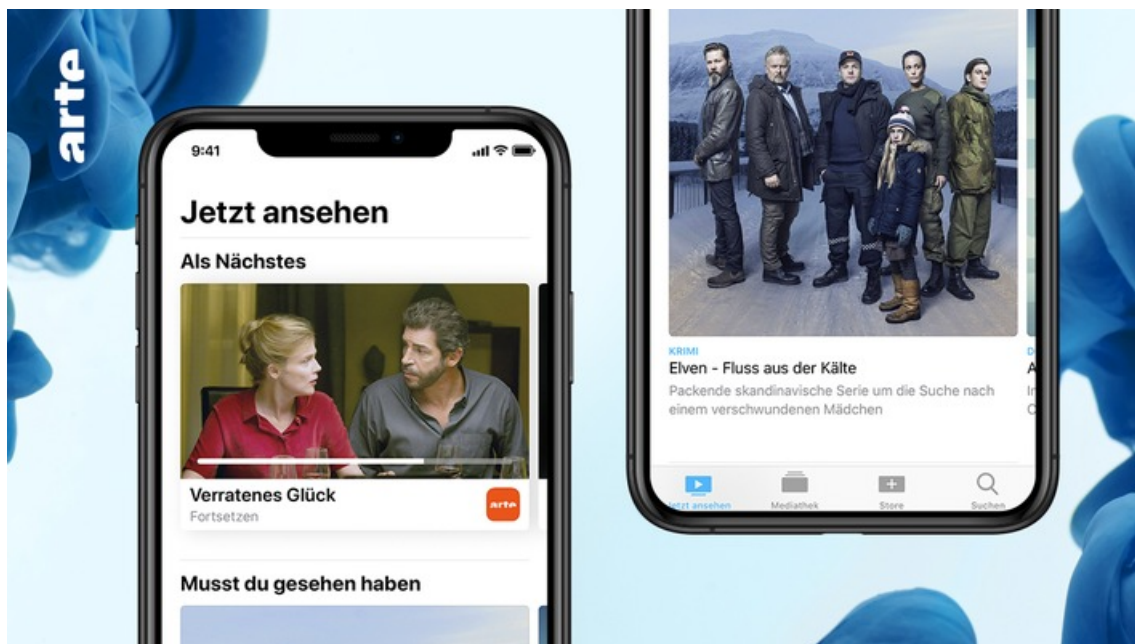 arte
9:41
Jetzt ansehen
Als Nächstes
Verratenes Glück
Fortsetzen
arte
Musst du gesehen haben
KRIMI
Elven - Fluss aus der Kälte
Packende skandinavische Serie um die Suche nach
einem verschwundenen Mädchen
Jetzt ansehen
Mediathek
Store
Suchen